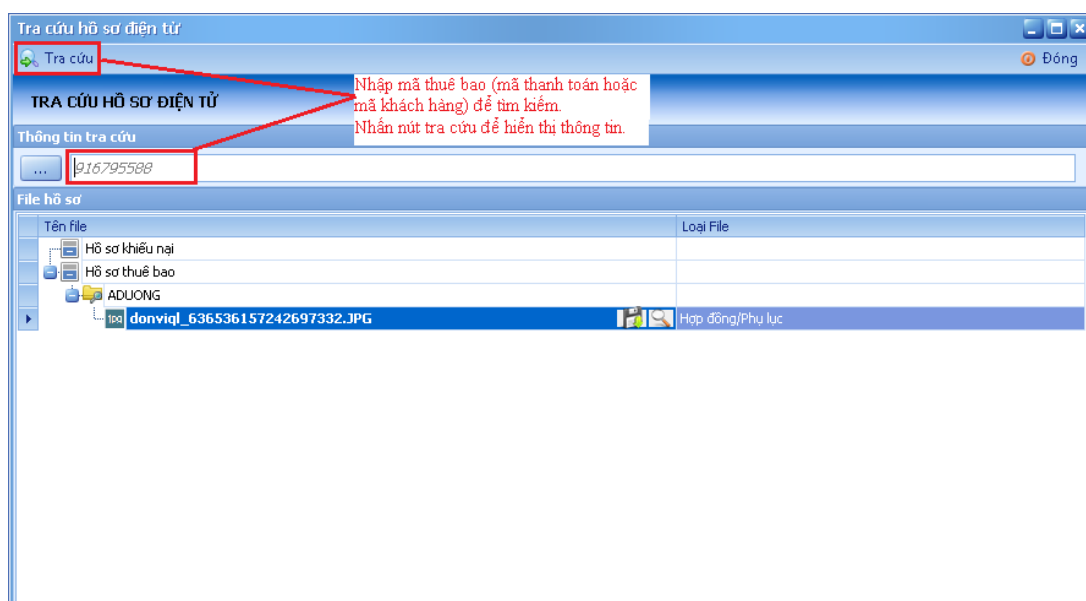 Tra cứu hồ sơ điện tử
Tra cứu
Đóng
TRA CỨU HỒ SƠ ĐIỆN TỬ
Nhập mã thuê bao (mã thanh toán hoặc
mã khách hàng) để tìm kiếm.
Nhấn nút tra cứu để hiển thị thông tin.
Thông tin tra cứu
... 916795588
File hồ sơ
Tên file Loại File
Hồ sơ khiếu nại
Hồ sơ thuê bao
ADUONG
donviql_636536157242697332.JPG Hợp đồng/Phụ lục